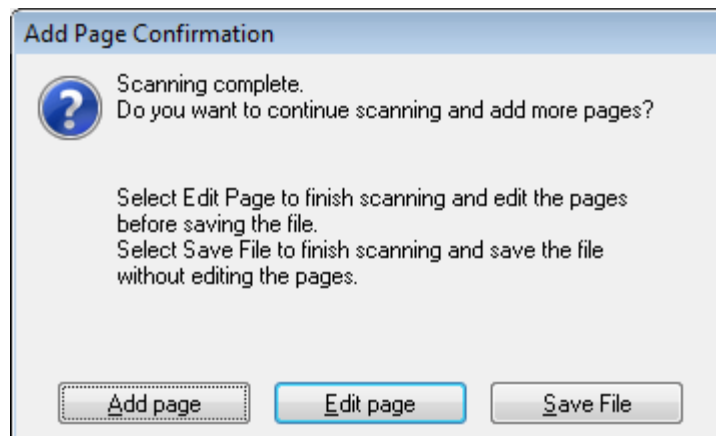 Add Page Confirmation
Scanning complete.
Do you want to continue scanning and add more pages?
Select Edit Page to finish scanning and edit the pages
before saving the file.
Select Save File to finish scanning and save the file
without editing the pages.
Add page Edit page Save File